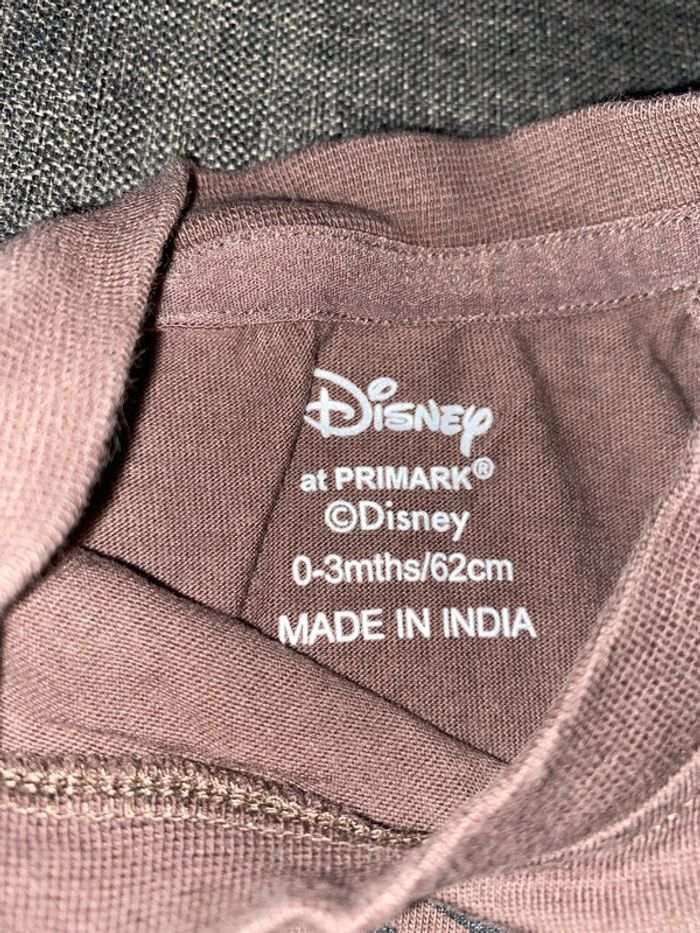 Disney
at PRIMARK®
©Disney
0-3mths/62cm
MADE IN INDIA